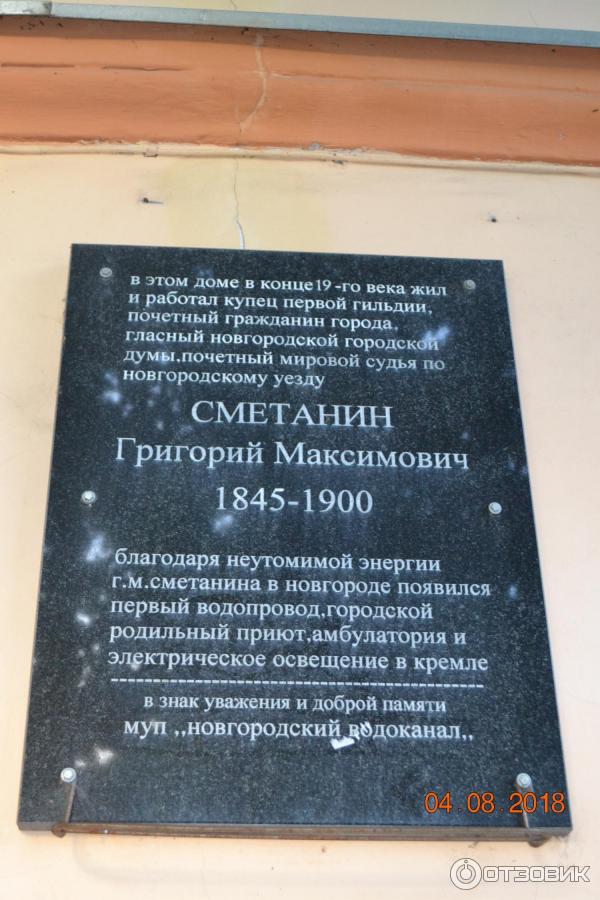 в этом доме в конце 19-го века жил
и работал купец первой гильдии,
почетный гражданин города,
гласный новгородской городской
думы,почетный мировой судья по
новгородскому уезду
СМЕТАНИН
Григорий Максимович
1845-1900
благодаря неутомимой энергии
г.м.сметанина в новгороде появился
первый водопровод,городской
родильный приют,амбулатория и
электрическое освещение в кремле
в знак уважения и доброй памяти
муп ,,новгородский водоканал,,
04.08.2018
ОТЗОВИК